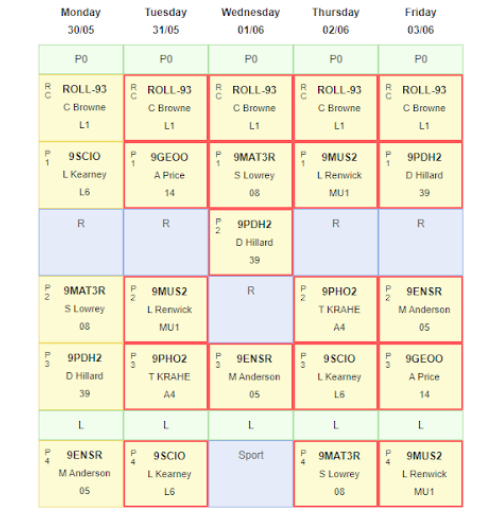 Monday Tuesday Wednesday Thursday Friday
30/05 31/05 01/06 02/06 03/06
P0 P0 P0 P0 P0
RC ROLL-93 RC ROLL-93 RC ROLL-93 RC ROLL-93 RC ROLL-93
C Browne C Browne C Browne C Browne C Browne
L1 L1 L1 L1 L1
P1 9SCIO P1 9GEOO P1 9MAT3R P1 9MUS2 P1 9PDH2
L Kearney A Price S Lowrey L Renwick D Hillard
L6 14 08 MU1 39
R R P2 9PDH2 R R
D Hillard
39
P2 9MAT3R P2 9MUS2 R P2 9PHO2 P2 9ENSR
S Lowrey L Renwick T KRAHE M Anderson
08 MU1 A4 05
P3 9PDH2 P3 9PHO2 P3 9ENSR P3 9SCIO P3 9GEOO
D Hillard T KRAHE M Anderson L Kearney A Price
39 A4 05 L6 14
L L L L L
P4 9ENSR P4 9SCIO Sport P4 9MAT3R P4 9MUS2
M Anderson L Kearney S Lowrey L Renwick
05 L6 08 MU1